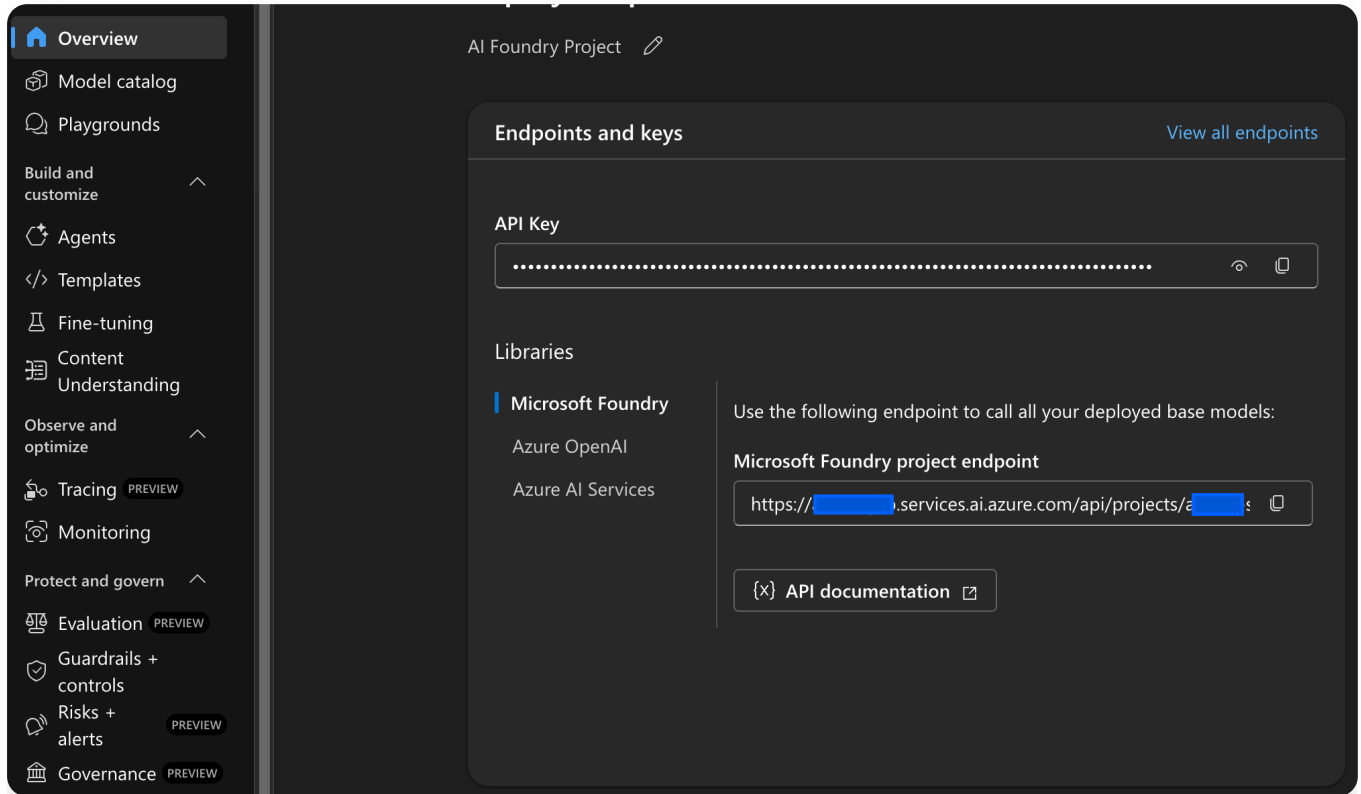 Overview
Model catalog
Playgrounds
Build and
customize
Agents
Templates
Fine-tuning
Content
Understanding
Observe and
optimize
Tracing PREVIEW
Monitoring
Protect and govern
Evaluation PREVIEW
Guardrails +
controls
Risks +
alerts PREVIEW
Governance PREVIEW
AI Foundry Project
Endpoints and keys
View all endpoints
API Key
Libraries
Microsoft Foundry
Azure OpenAI
Azure AI Services
Use the following endpoint to call all your deployed base models:
Microsoft Foundry project endpoint
https:// .services.ai.azure.com/api/projects/a
{x} API documentation